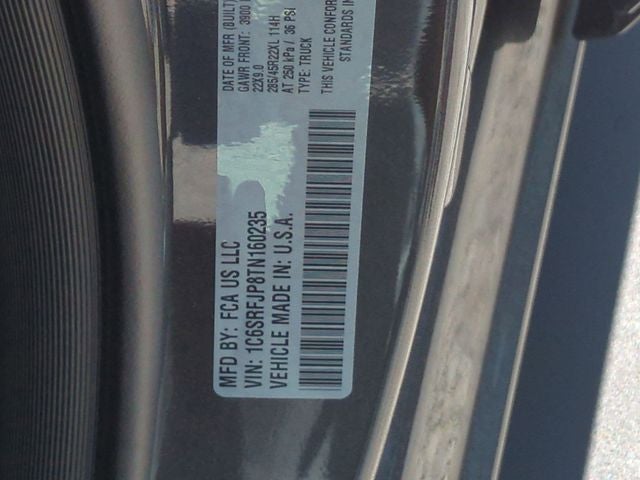 MFD BY: FCA US LLC
VIN: 1C6SRFJP8TN160235
VEHICLE MADE IN: U.S.A.
DATE OF MFR (BUILT)
GAWR FRONT: 3900
22X9.0
285/45R22XL 114H
AT 250 kPa / 36 PSI
TYPE: TRUCK
THIS VEHICLE CONFOR
STANDARDS IN